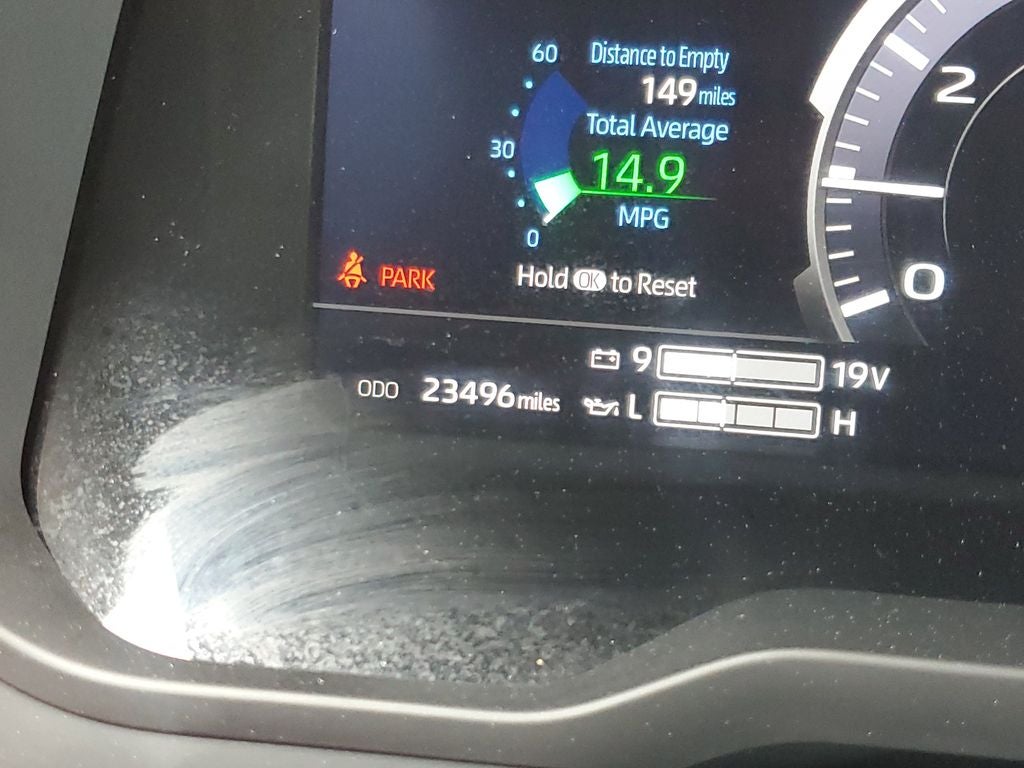 60 Distance to Empty
149 miles
Total Average
30 14.9
MPG
0
2
0
PARK
Hold OK to Reset
9 19V
ODO 23496 miles
L H